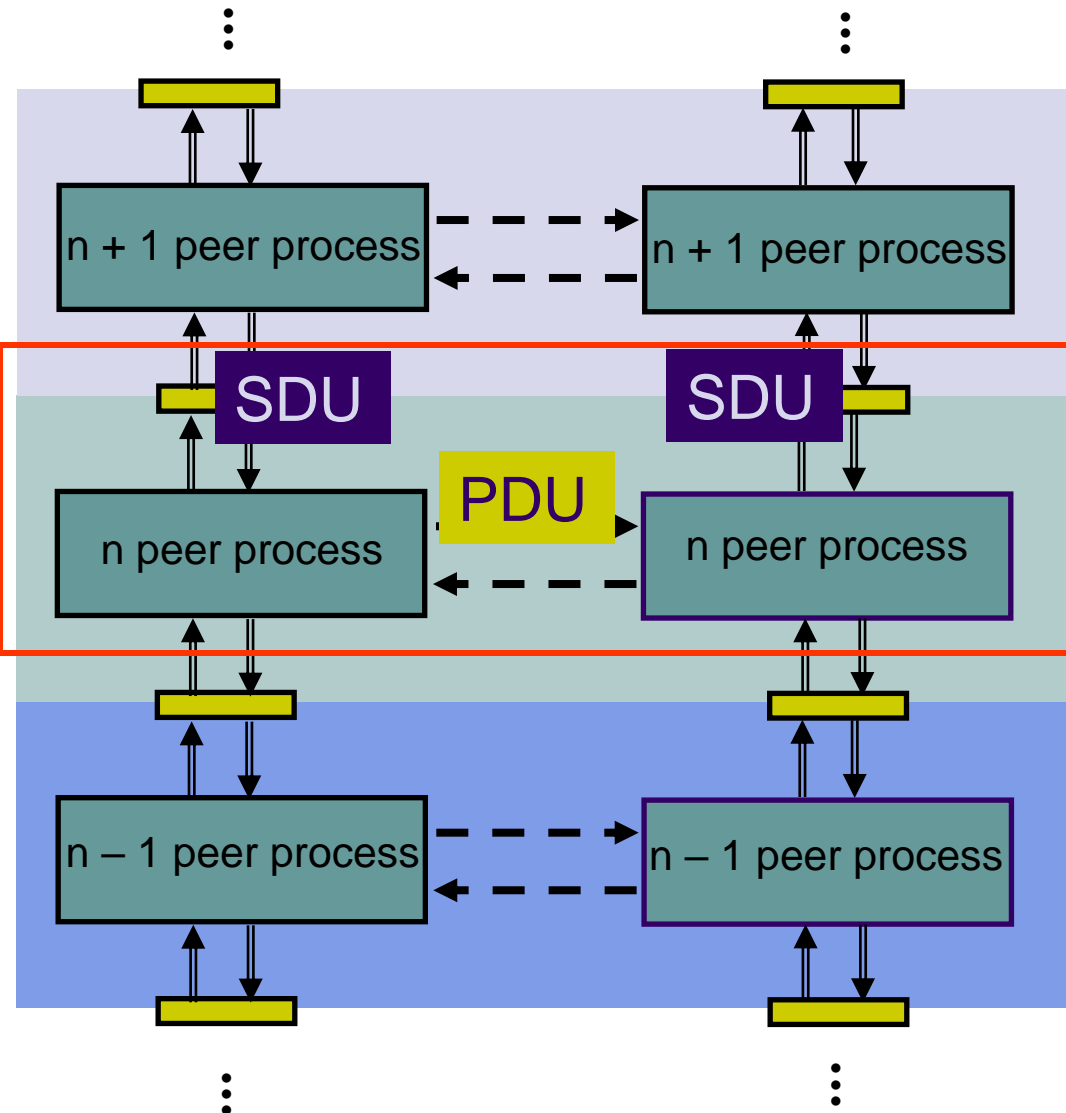 n + 1 peer process
n + 1 peer process
SDU
SDU
PDU
n peer process
n peer process
n – 1 peer process
n – 1 peer process